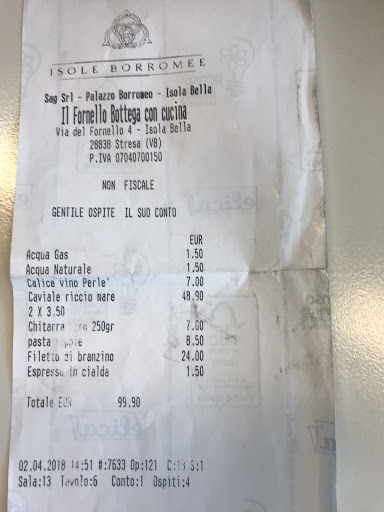 ISOLE BORROMEE
Sag Srl - Palazzo Borromeo - Isola Bella
Il Fornello Bottega con cucina
Via del Fornello 4 - Isola Bella
28838 Stresa (VB)
P.IVA 07040700150
NON FISCALE
GENTILE OSPITE IL SUO CONTO
EUR
Acqua Gas 1.50
Acqua Naturale 1.50
Calice vino Perle' 7.00
Caviale riccio mare 48.90
2 X 3.50
Chitarra 250gr 7.00
pasta 8.50
Filetto di branzino 24.00
Espresso in cialda 1.50
Totale EUR 99.90
02.04.2018 14:51 #:7633 Op:121 C:13 S:1
Sala:13 Tavolo:6 Conto:1 Ospiti:4